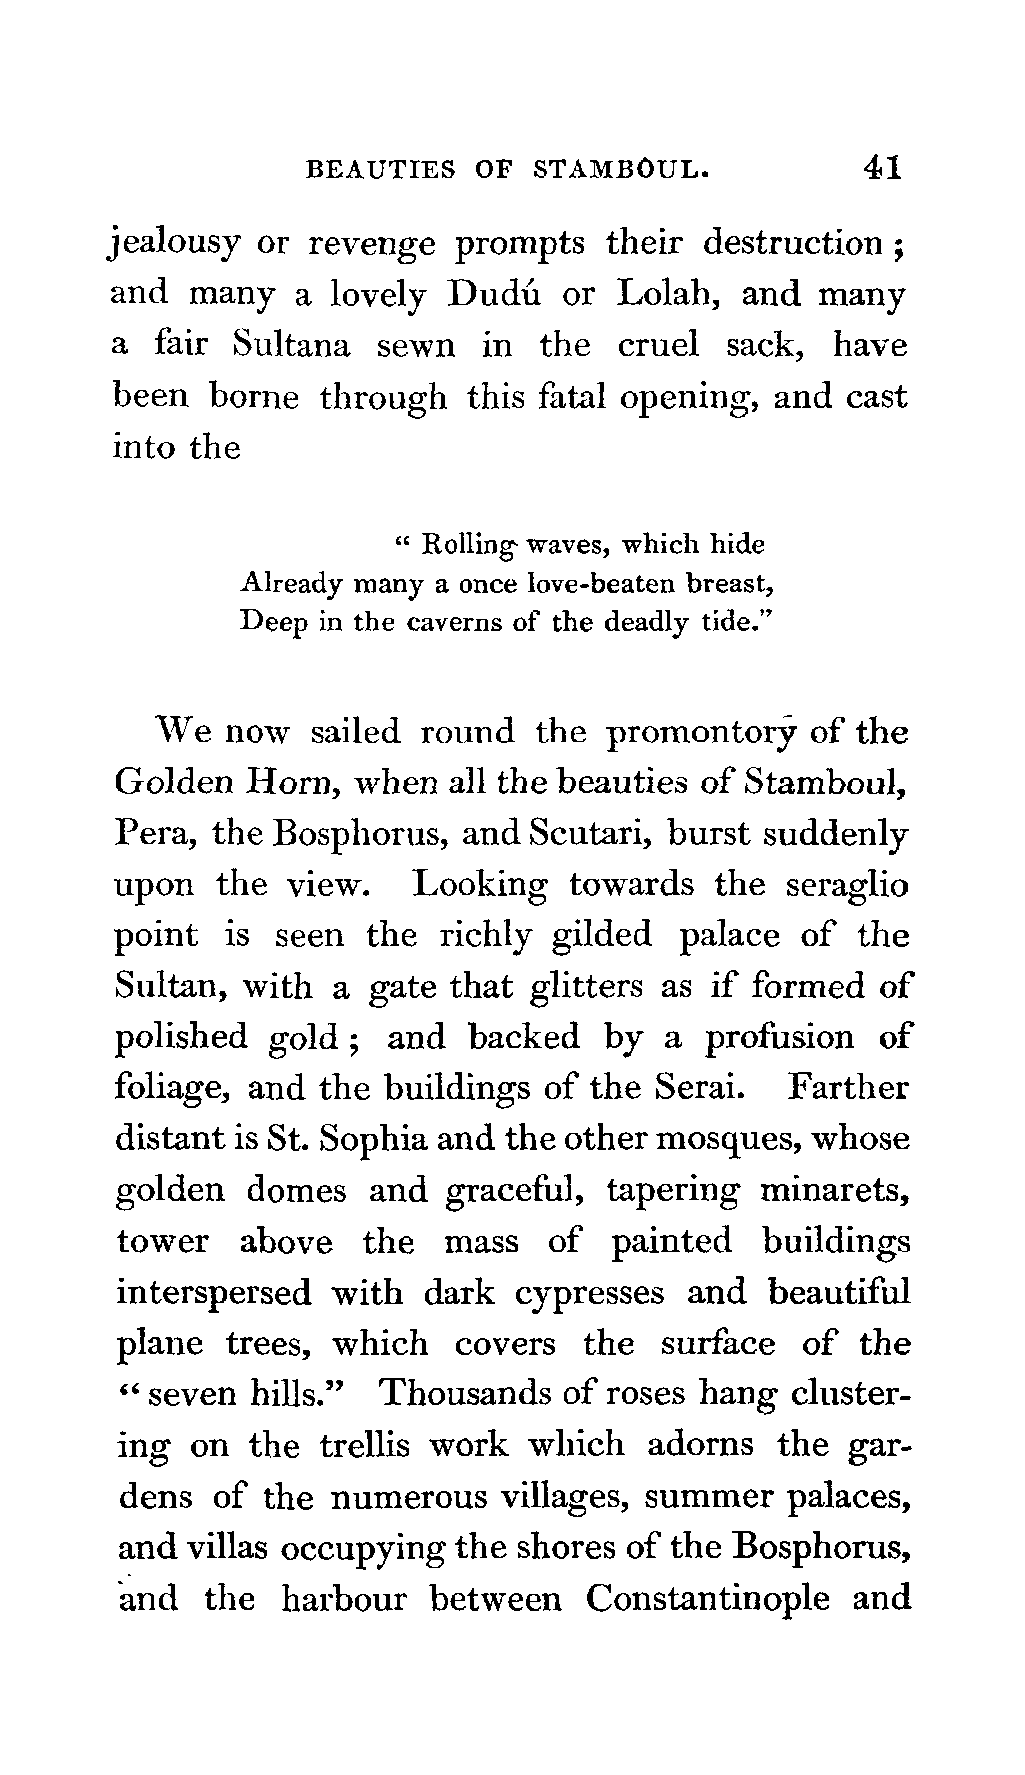 BEAUTIES OF STAMBOUL. 41
jealousy or revenge prompts their destruction ;
and many a lovely Dudú or Lolah, and many
a fair Sultana sewn in the cruel sack, have
been borne through this fatal opening, and cast
into the
“ Rolling waves, which hide
Already many a once love-beaten breast,
Deep in the caverns of the deadly tide.”
We now sailed round the promontory of the
Golden Horn, when all the beauties of Stamboul,
Pera, the Bosphorus, and Scutari, burst suddenly
upon the view. Looking towards the seraglio
point is seen the richly gilded palace of the
Sultan, with a gate that glitters as if formed of
polished gold ; and backed by a profusion of
foliage, and the buildings of the Serai. Farther
distant is St. Sophia and the other mosques, whose
golden domes and graceful, tapering minarets,
tower above the mass of painted buildings
interspersed with dark cypresses and beautiful
plane trees, which covers the surface of the
“ seven hills.” Thousands of roses hang cluster-
ing on the trellis work which adorns the gar-
dens of the numerous villages, summer palaces,
and villas occupying the shores of the Bosphorus,
and the harbour between Constantinople and